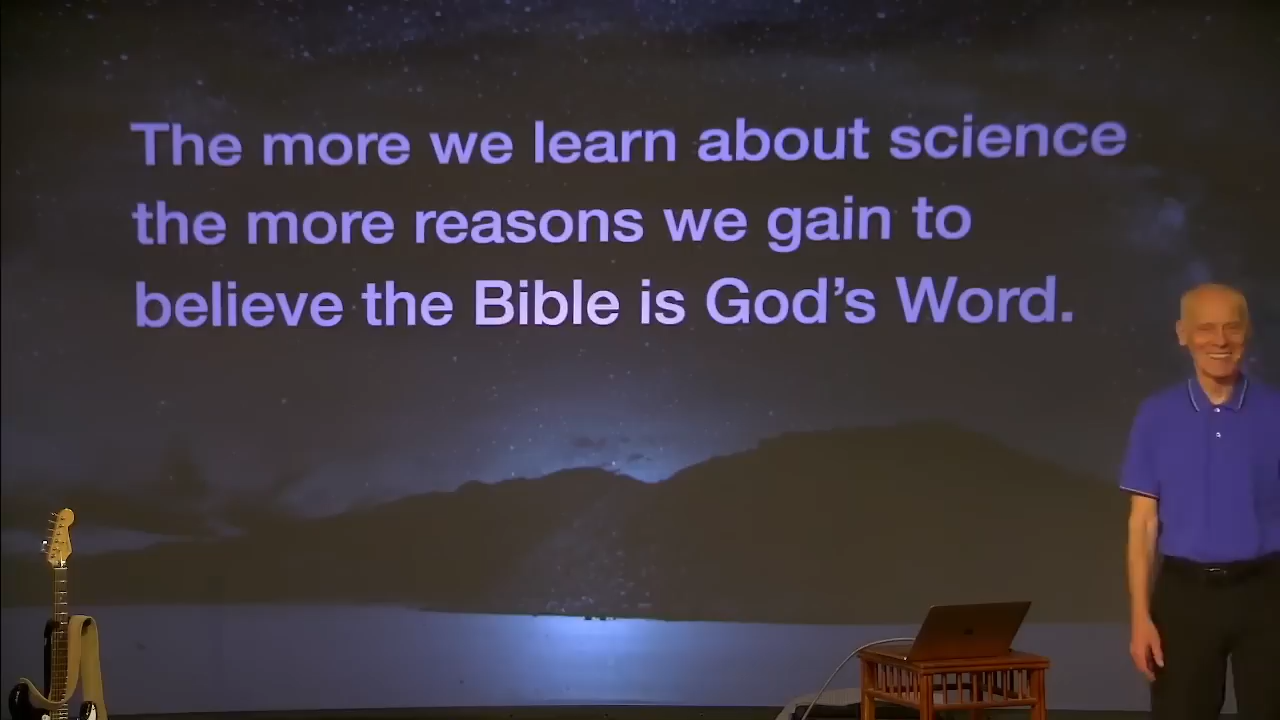 The more we learn about science
the more reasons we gain to
believe the Bible is God’s Word.